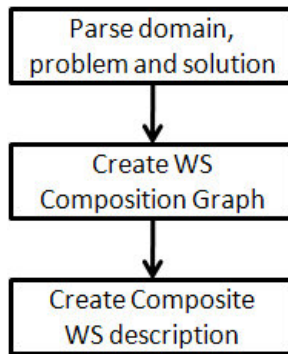 Parse domain,
problem and solution
Create WS
Composition Graph
Create Composite
WS description